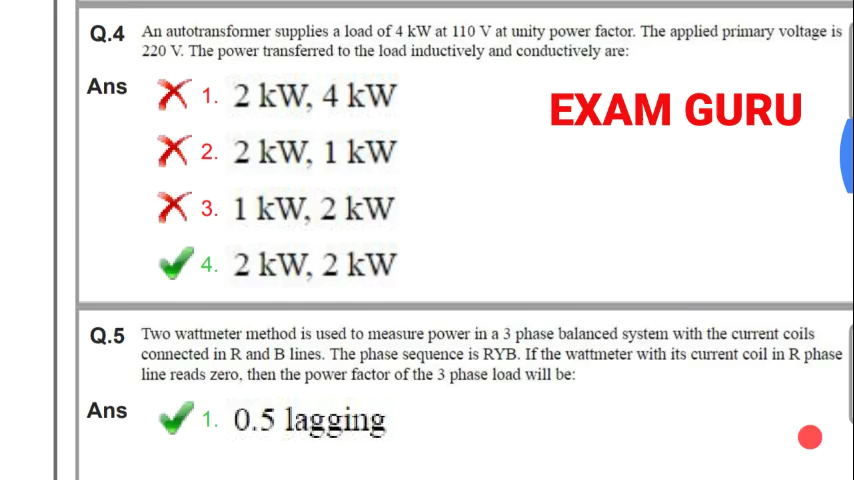 Q.4 An autotransformer supplies a load of 4 kW at 110 V at unity power factor. The applied primary voltage is
220 V. The power transferred to the load inductively and conductively are:
Ans
1. 2 kW, 4 kW
EXAM GURU
2. 2 kW, 1 kW
3. 1 kW, 2 kW
4. 2 kW, 2 kW
Q.5 Two wattmeter method is used to measure power in a 3 phase balanced system with the current coils
connected in R and B lines. The phase sequence is RYB. If the wattmeter with its current coil in R phase
line reads zero, then the power factor of the 3 phase load will be:
Ans
1. 0.5 lagging